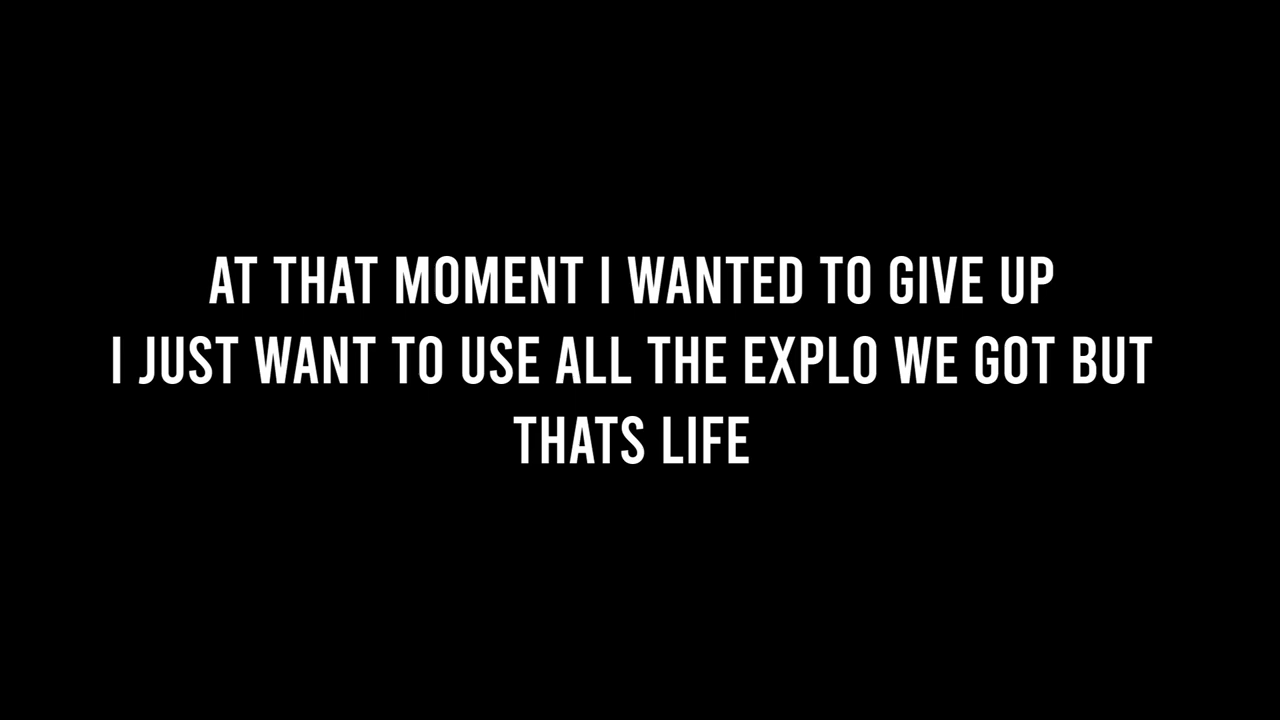 AT THAT MOMENT I WANTED TO GIVE UP
I JUST WANT TO USE ALL THE EXPLO WE GOT BUT
THATS LIFE